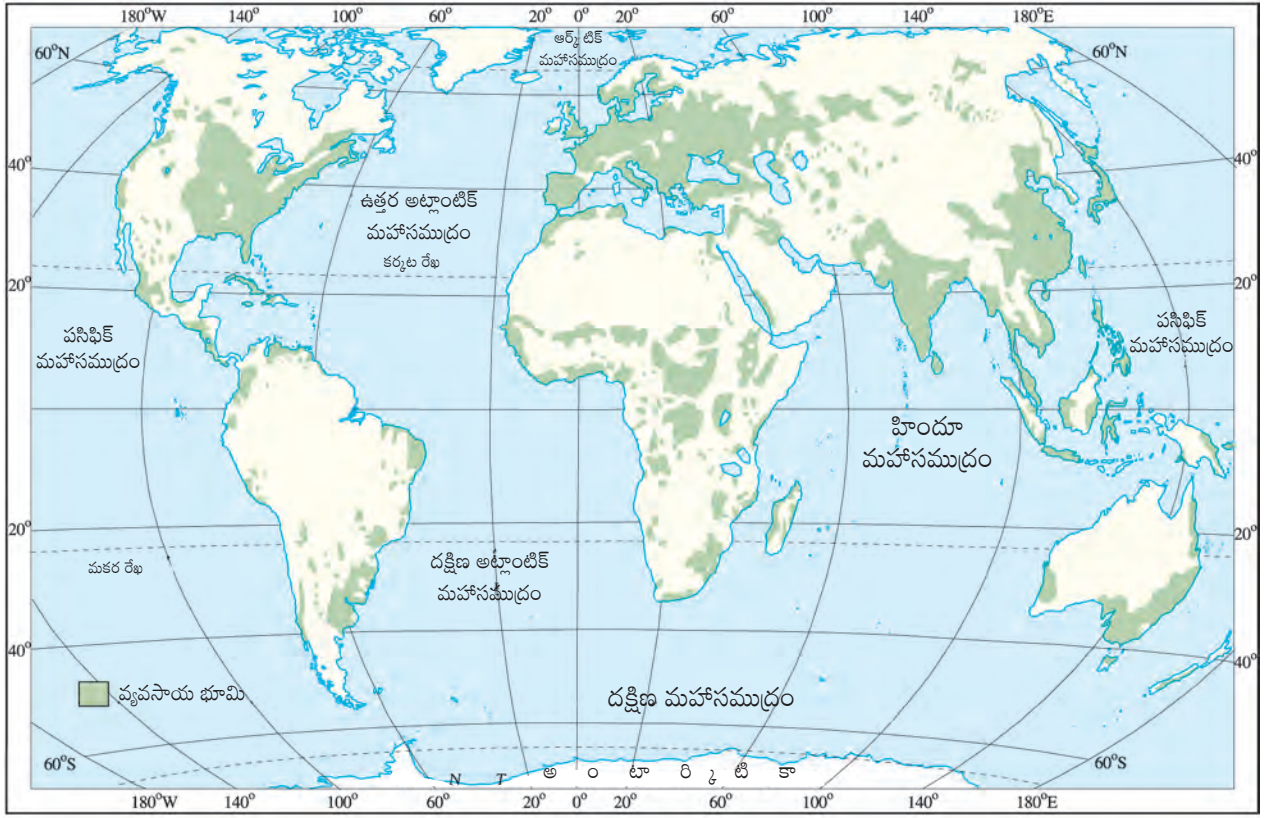 180°W 140° 100° 60° 20° 0° 20° 60° 100° 140° 180°E
ఆర్క్ టిక్
మహాసముద్రం
60°N 60°N
40° 40°
ఉత్తర అట్లాంటిక్
మహాసముద్రం
కర్కట రేఖ
20° 20°
పసిఫిక్
మహాసముద్రం
పసిఫిక్
మహాసముద్రం
హిందూ
మహాసముద్రం
20° 20°
మకర రేఖ
దక్షిణ అట్లాంటిక్
మహాసముద్రం
40° 40°
వ్యవసాయ భూమి
దక్షిణ మహాసముద్రం
60°S 60°S
N T అ ం టా ర్కి టి కా
180°W 140° 100° 60° 20° 0° 20° 60° 100° 140° 180°E